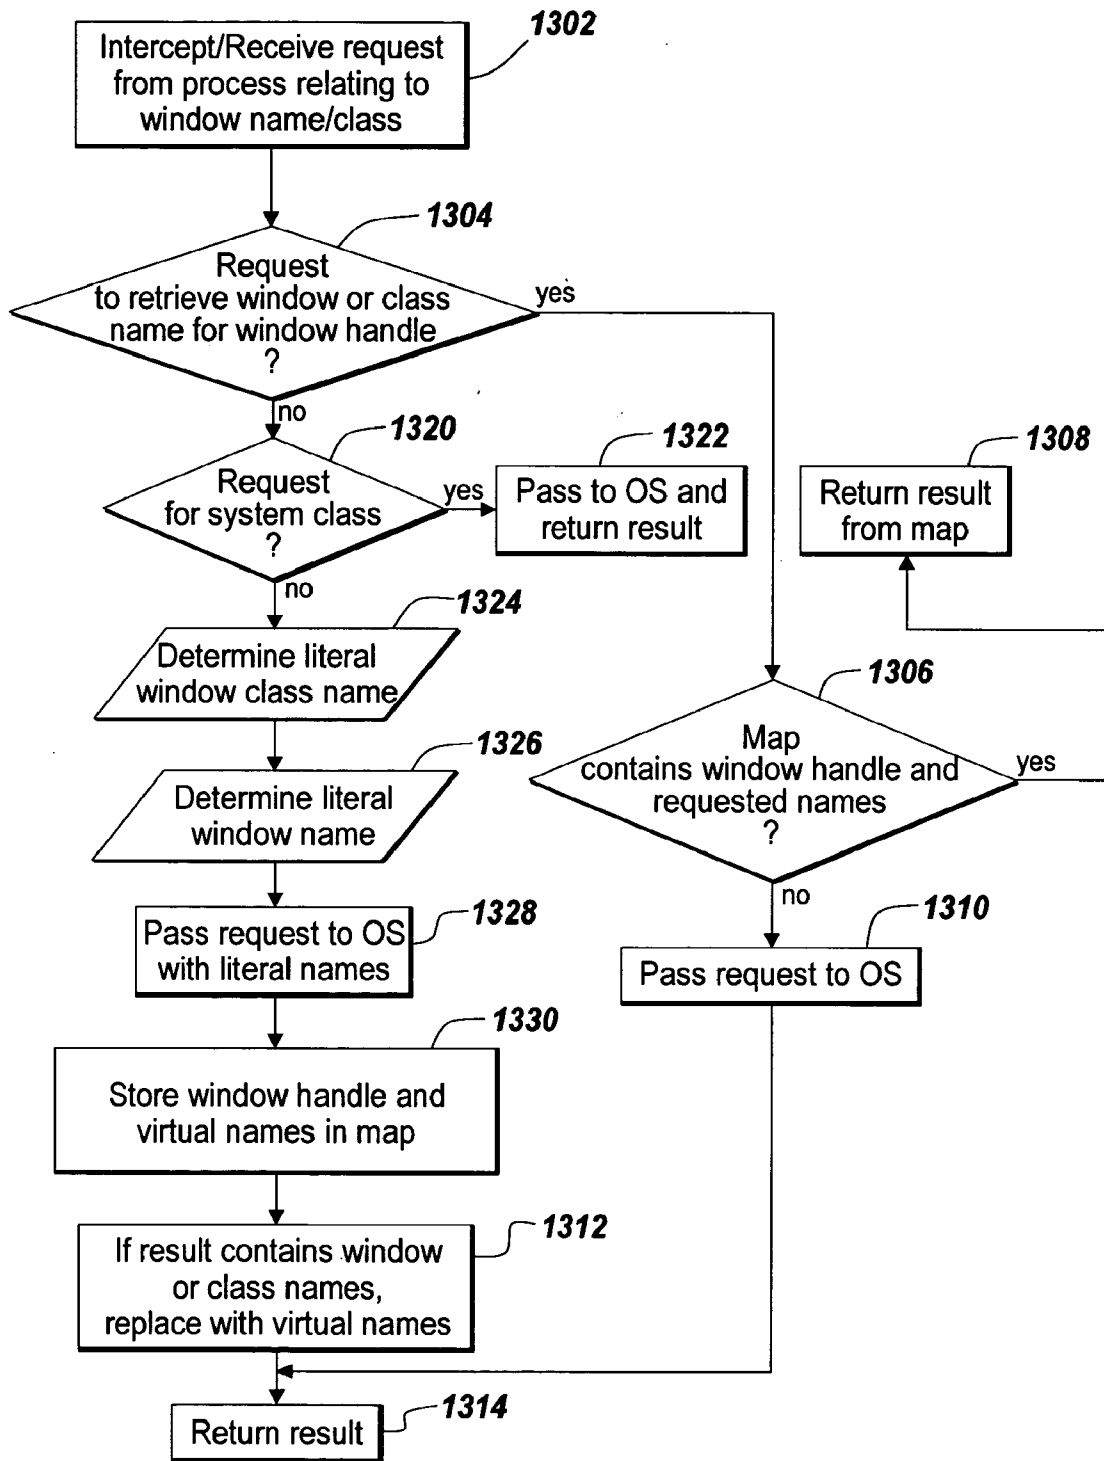 1302
Intercept/Receive request
from process relating to
window name/class
1304
Request
to retrieve window or class
name for window handle
?
yes
no
1320
Request
for system class
?
yes
no
1322
Pass to OS and
return result
1308
Return result
from map
1324
Determine literal
window class name
1306
Map
contains window handle and
requested names
?
yes
no
1326
Determine literal
window name
1328
Pass request to OS
with literal names
1310
Pass request to OS
1330
Store window handle and
virtual names in map
1312
If result contains window
or class names,
replace with virtual names
1314
Return result